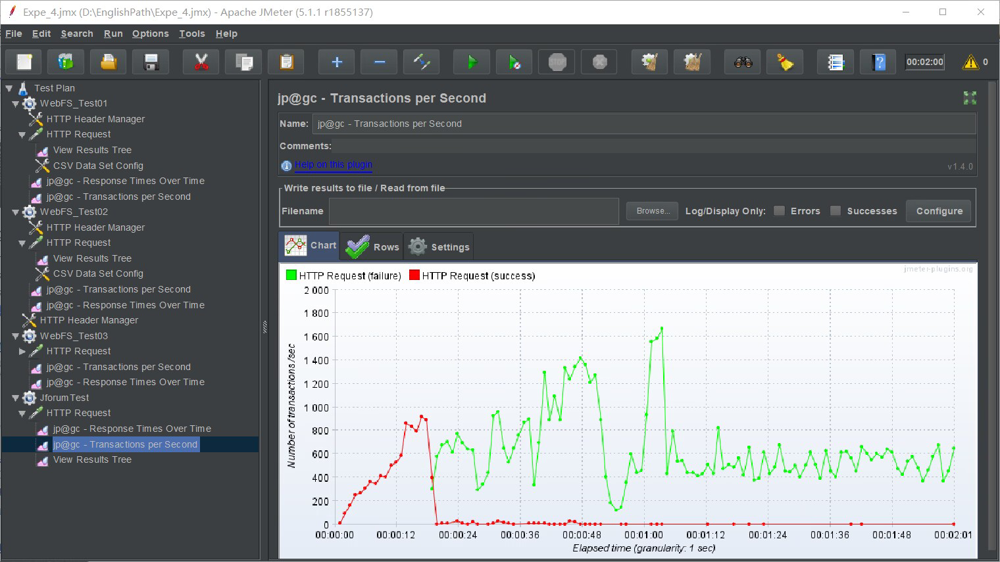 Expe_4.jmx (D:\EnglishPath\Expe_4.jmx) - Apache JMeter (5.1.1 r1855137)
File Edit Search Run Options Tools Help
STOP
00:02:00
0
Test Plan
WebFS_Test01
HTTP Header Manager
HTTP Request
View Results Tree
CSV Data Set Config
jp@gc - Response Times Over Time
jp@gc - Transactions per Second
WebFS_Test02
HTTP Header Manager
HTTP Request
View Results Tree
CSV Data Set Config
jp@gc - Transactions per Second
jp@gc - Response Times Over Time
HTTP Header Manager
WebFS_Test03
HTTP Request
jp@gc - Transactions per Second
jp@gc - Response Times Over Time
JforumTest
HTTP Request
jp@gc - Response Times Over Time
jp@gc - Transactions per Second
View Results Tree
jp@gc - Transactions per Second
Name: jp@gc - Transactions per Second
Comments:
Help on this plugin
v1.4.0
Write results to file / Read from file
Filename Browse... Log/Display Only: Errors Successes Configure
Chart Rows Settings
jmeter-plugins.org
HTTP Request (failure) HTTP Request (success)
2 000
1 800
1 600
1 400
1 200
1 000
800
600
400
200
0
Number of transactions /sec
00:00:00 00:00:12 00:00:24 00:00:36 00:00:48 00:01:00 00:01:12 00:01:24 00:01:36 00:01:48 00:02:01
Elapsed time (granularity: 1 sec)